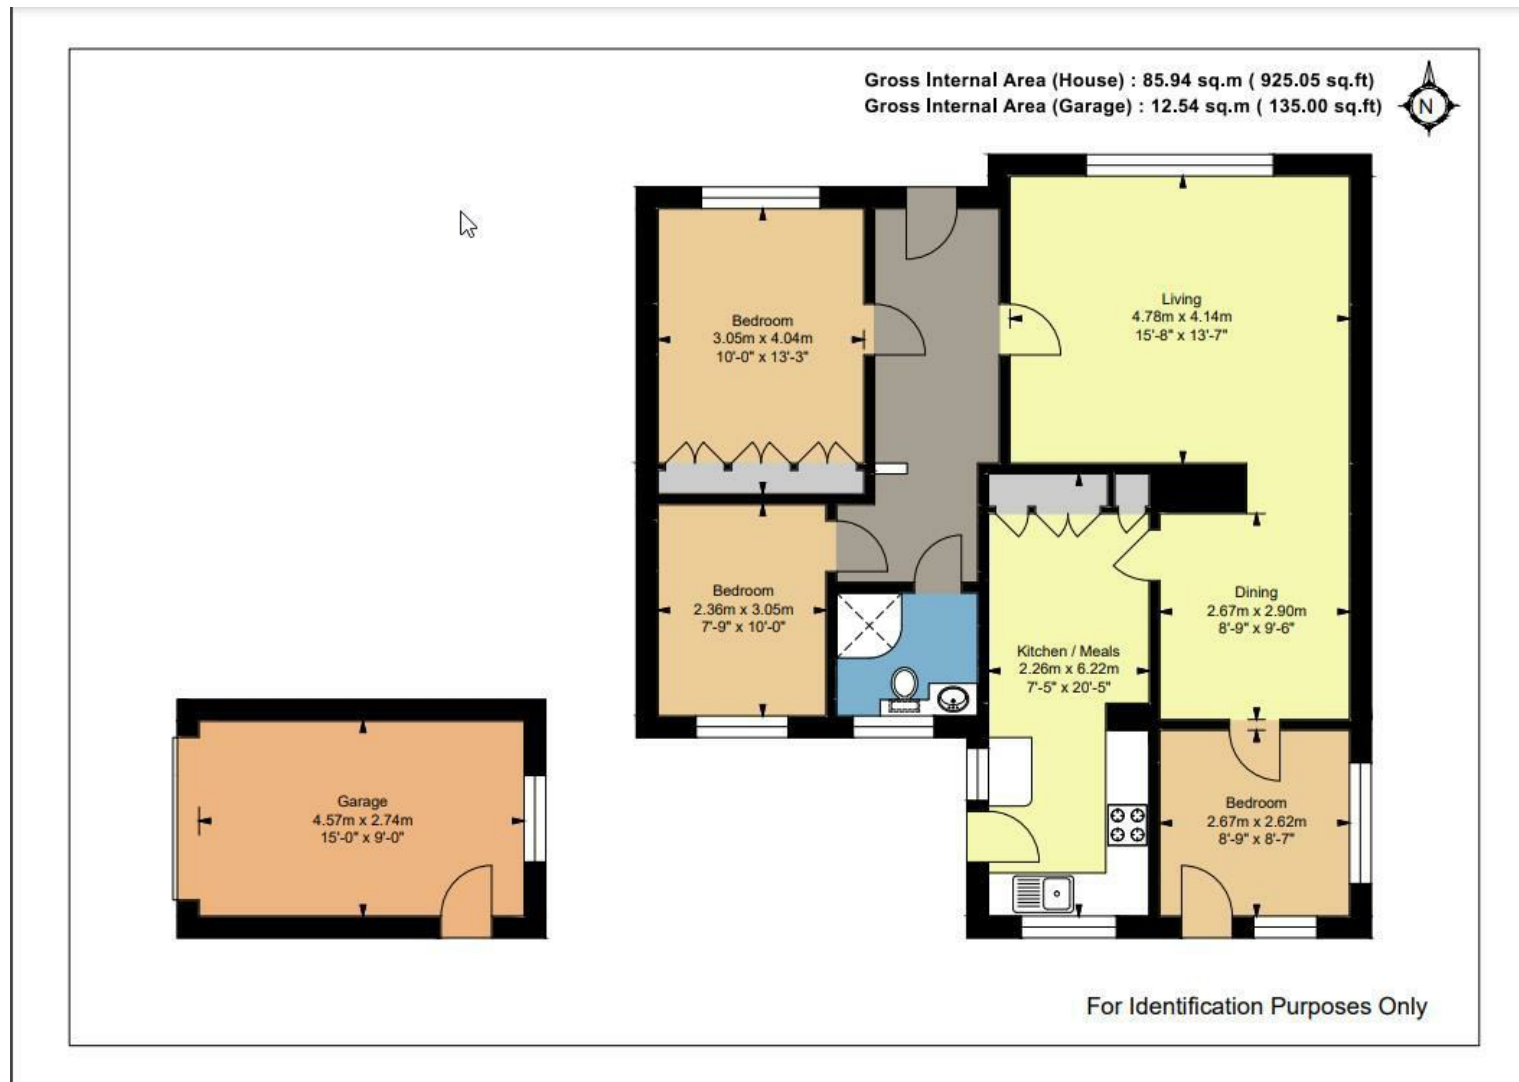 Gross Internal Area (House) : 85.94 sq.m ( 925.05 sq.ft)
Gross Internal Area (Garage) : 12.54 sq.m ( 135.00 sq.ft)
N
Living
4.78m x 4.14m
15'-8" x 13'-7"
Bedroom
3.05m x 4.04m
10'-0" x 13'-3"
Bedroom
2.36m x 3.05m
7'-9" x 10'-0"
Dining
2.67m x 2.90m
8'-9" x 9'-6"
Kitchen / Meals
2.26m x 6.22m
7'-5" x 20'-5"
Garage
4.57m x 2.74m
15'-0" x 9'-0"
Bedroom
2.67m x 2.62m
8'-9" x 8'-7"
For Identification Purposes Only